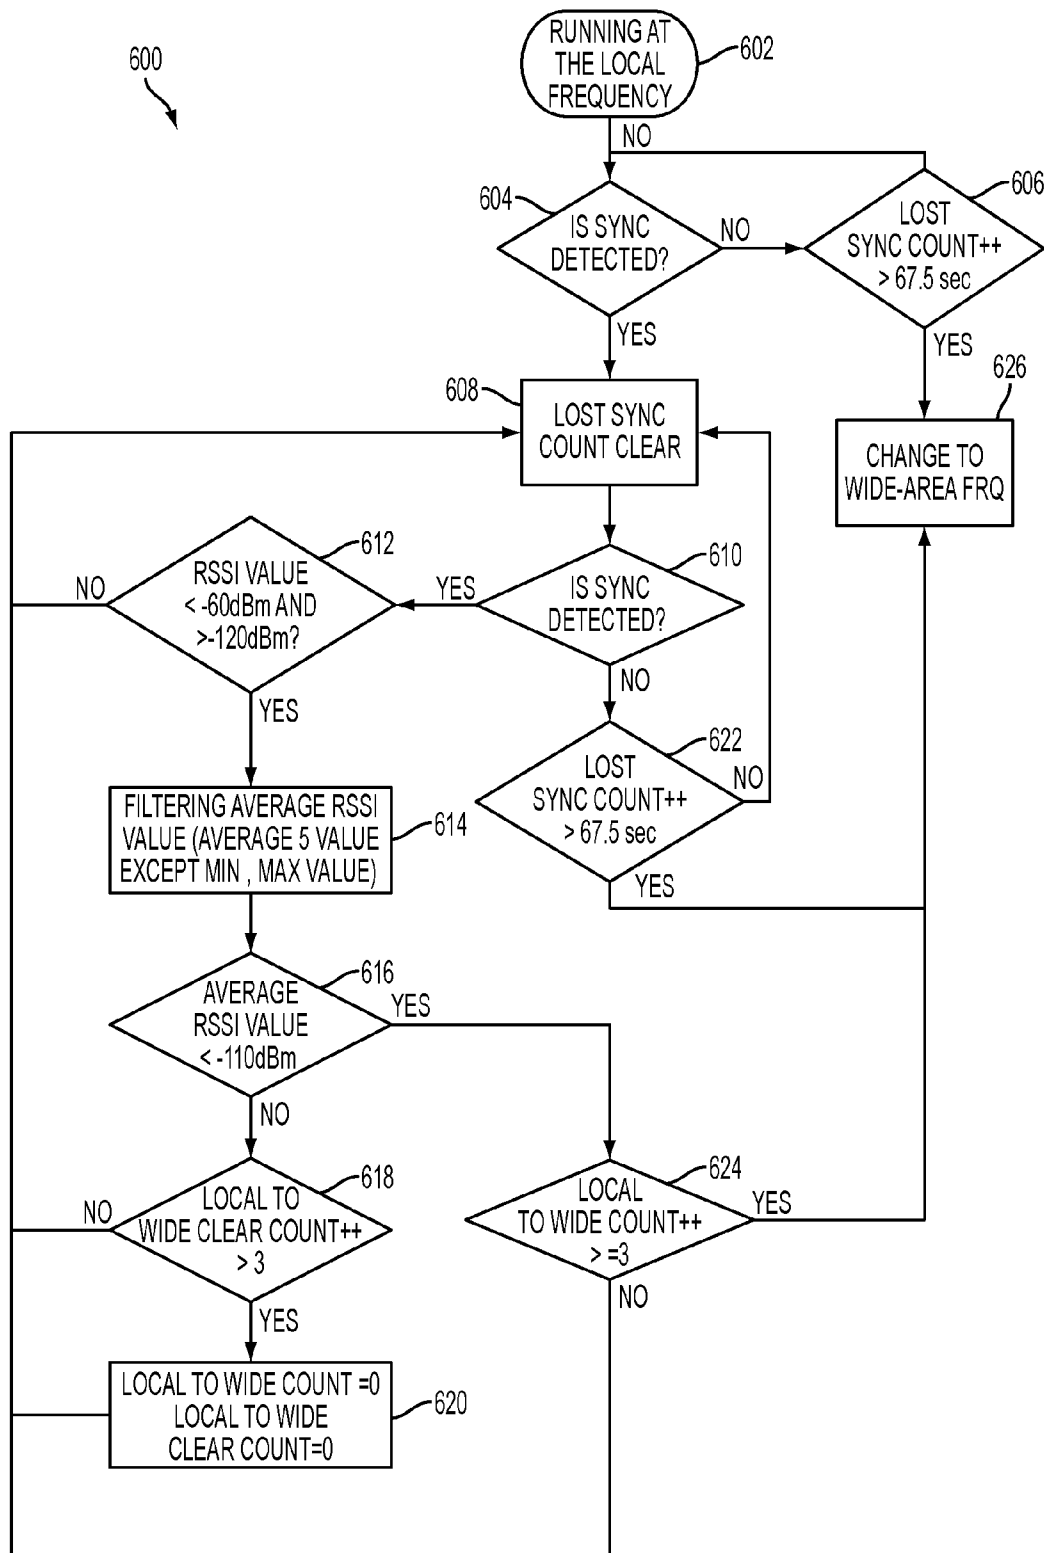 600
RUNNING AT
THE LOCAL
FREQUENCY
602
NO
604
IS SYNC
DETECTED?
NO
606
LOST
SYNC COUNT++
> 67.5 sec
YES
YES
608
LOST SYNC
COUNT CLEAR
626
CHANGE TO
WIDE-AREA FRQ
612
RSSI VALUE
< -60dBm AND
>-120dBm?
NO
YES
610
IS SYNC
DETECTED?
YES
NO
622
LOST
SYNC COUNT++
> 67.5 sec
NO
YES
FILTERING AVERAGE RSSI
VALUE (AVERAGE 5 VALUE
EXCEPT MIN , MAX VALUE)
614
616
AVERAGE
RSSI VALUE
< -110dBm
YES
NO
618
LOCAL TO
WIDE CLEAR COUNT++
> 3
NO
YES
624
LOCAL
TO WIDE COUNT++
> =3
YES
NO
LOCAL TO WIDE COUNT =0
LOCAL TO WIDE
CLEAR COUNT=0
620